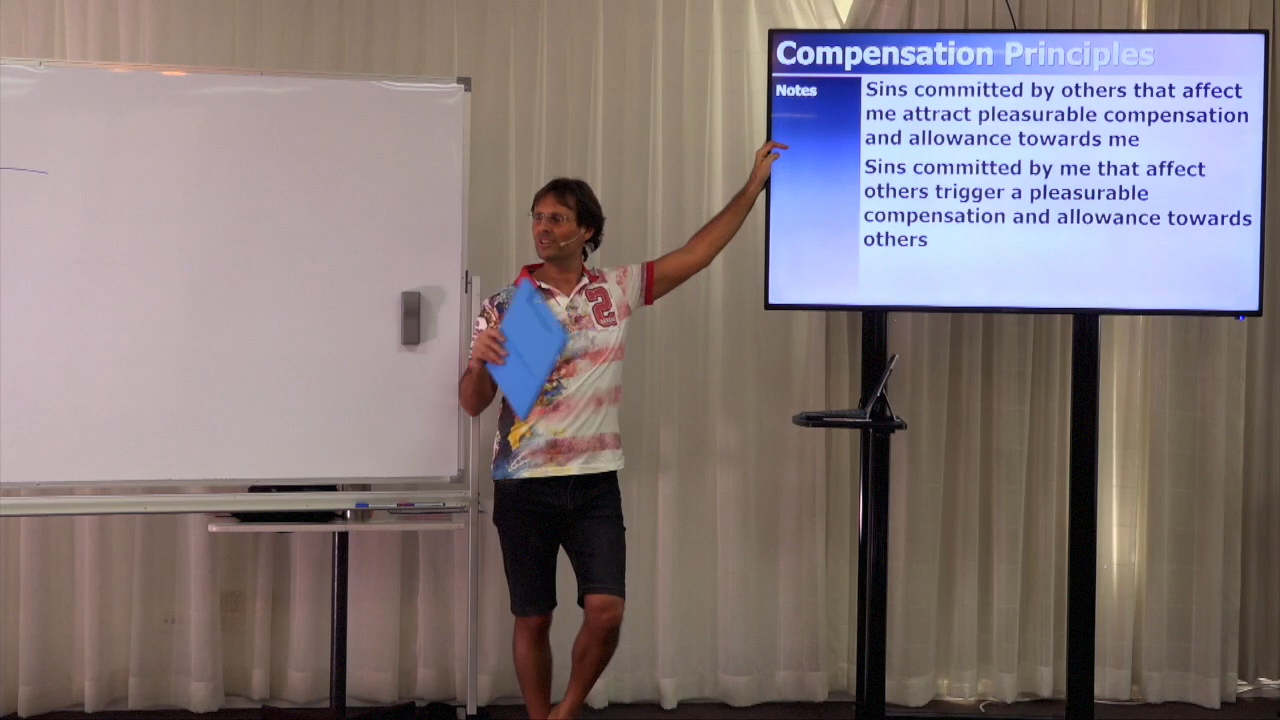 Compensation Principles
Notes
Sins committed by others that affect
me attract pleasurable compensation
and allowance towards me
Sins committed by me that affect
others trigger a pleasurable
compensation and allowance towards
others
2